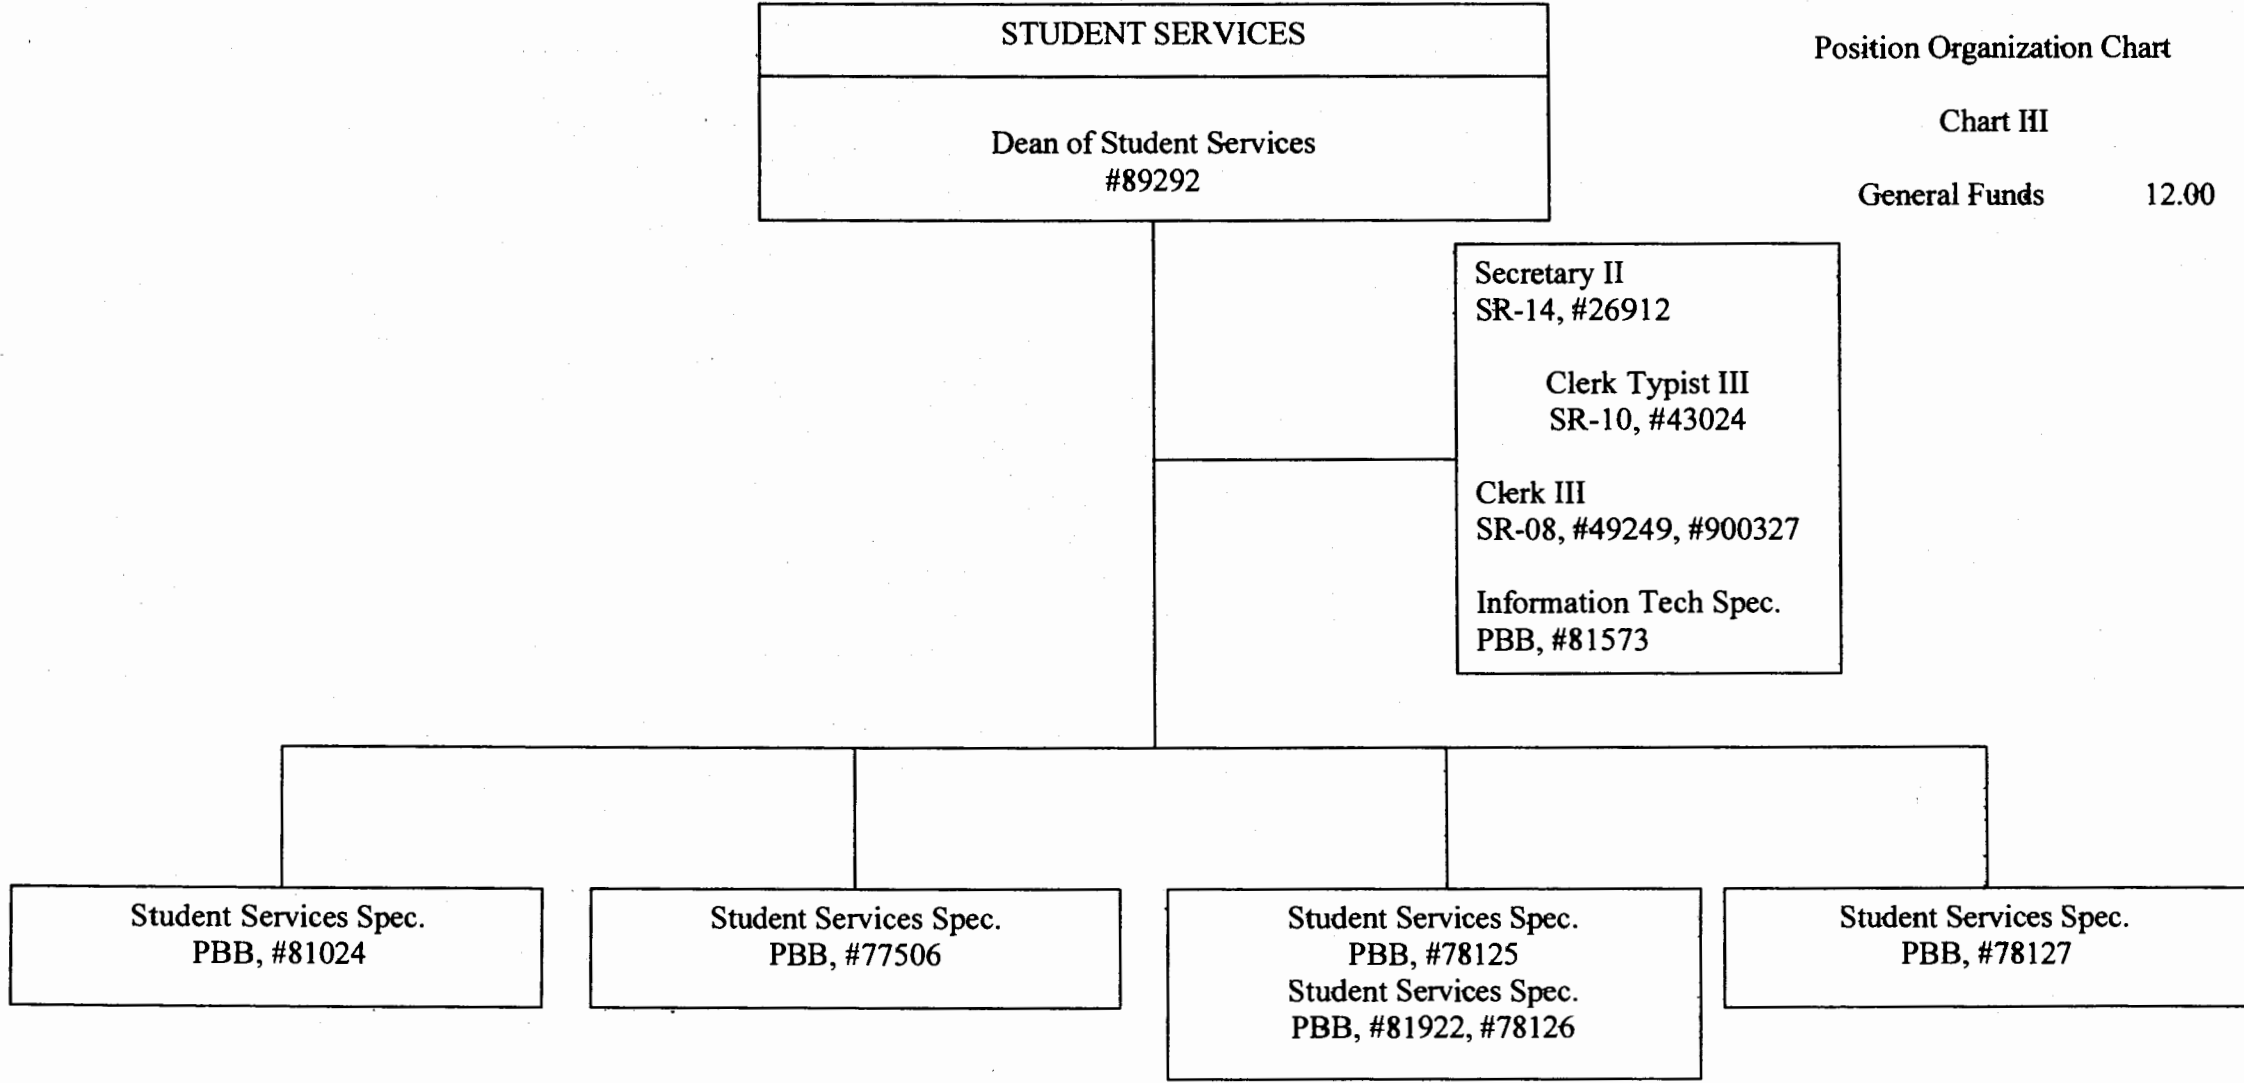 STUDENT SERVICES
Dean of Student Services
#89292
Position Organization Chart
Chart III
General Funds 12.00
Secretary II
SR-14, #26912
Clerk Typist III
SR-10, #43024
Clerk III
SR-08, #49249, #900327
Information Tech Spec.
PBB, #81573
Student Services Spec.
PBB, #81024
Student Services Spec.
PBB, #77506
Student Services Spec.
PBB, #78125
Student Services Spec.
PBB, #81922, #78126
Student Services Spec.
PBB, #78127